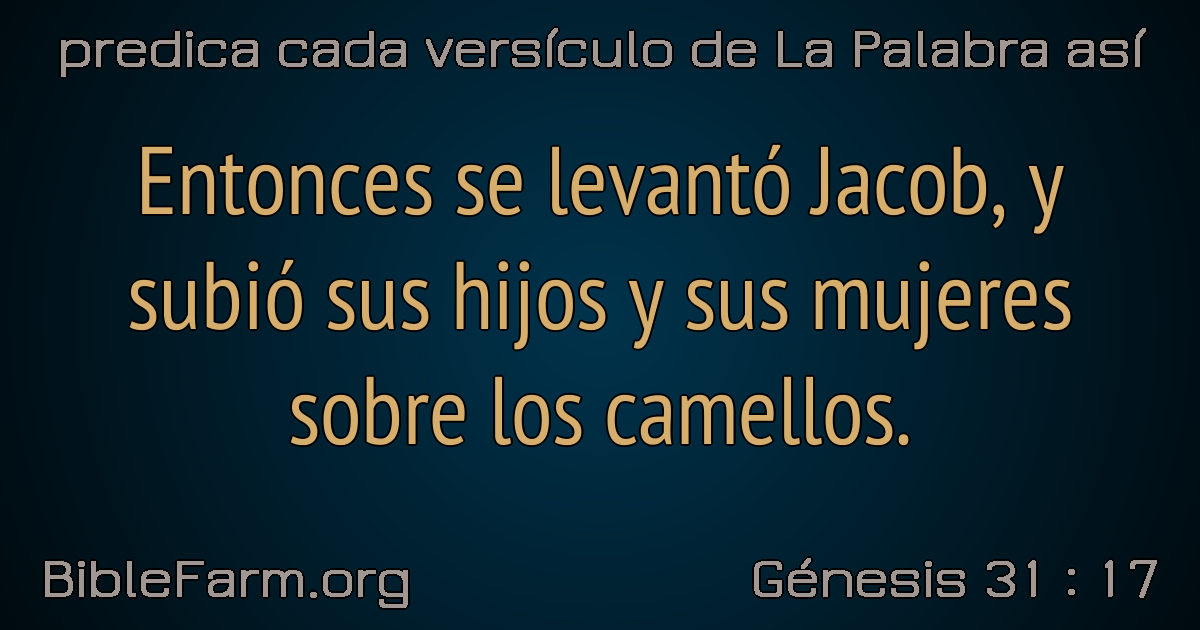 predica cada versículo de La Palabra así
Entonces se levantó Jacob, y
subió sus hijos y sus mujeres
sobre los camellos.
BibleFarm.org
Génesis 31 : 17